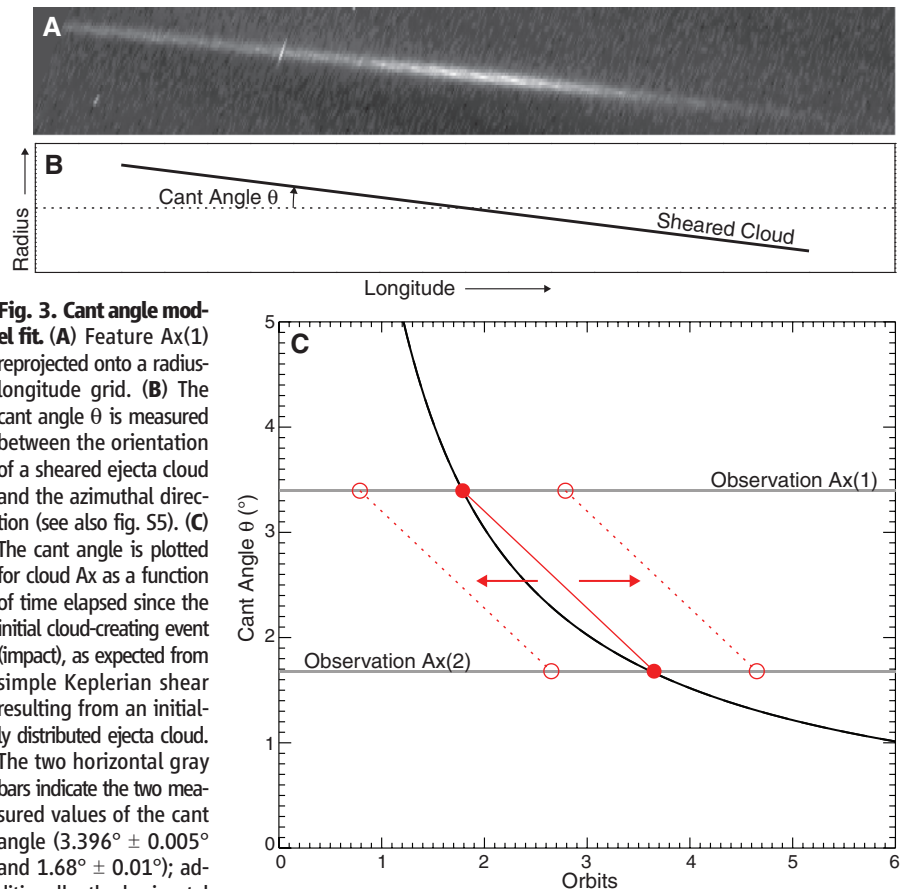 A
B
Cant Angle θ
Sheared Cloud
Radius
Longitude
Fig. 3. Cant angle mod-
el fit. (A) Feature Ax(1)
reprojected onto a radius-
longitude grid. (B) The
cant angle θ is measured
between the orientation
of a sheared ejecta cloud
and the azimuthal direc-
tion (see also fig. S5). (C)
The cant angle is plotted
for cloud Ax as a function
of time elapsed since the
initial cloud-creating event
(impact), as expected from
simple Keplerian shear
resulting from an initial-
ly distributed ejecta cloud.
The two horizontal gray
bars indicate the two mea-
sured values of the cant
angle (3.396° ± 0.005°
and 1.68° ± 0.01°); ad-
C
5
4
3
2
1
0
Cant Angle θ (°)
Observation Ax(1)
Observation Ax(2)
0 1 2 3 4 5 6
Orbits